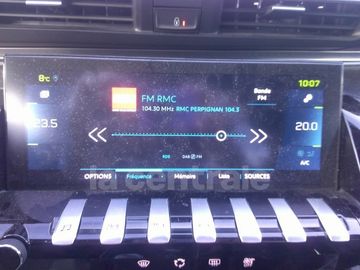 8°C
10:07
FM RMC
Bande
FM
104.30 MHz RMC PERPIGNAN 104.3
23.5
20.0
RDS DAB FM
OPTIONS Fréquence Mémoire Liste SOURCES
A/C
la centrale